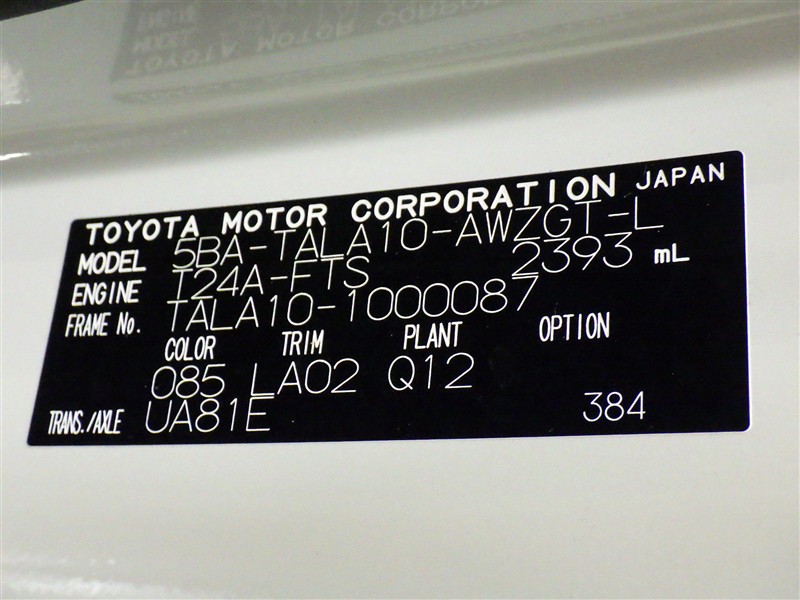 TOYOTA MOTOR CORPORATION JAPAN
MODEL 5BA-TALA10-AWZGT-L
ENGINE T24A-FTS 2393 mL
FRAME No. TALA10-1000087
COLOR TRIM PLANT OPTION
085 LA02 Q12
TRANS./AXLE UA81E 384